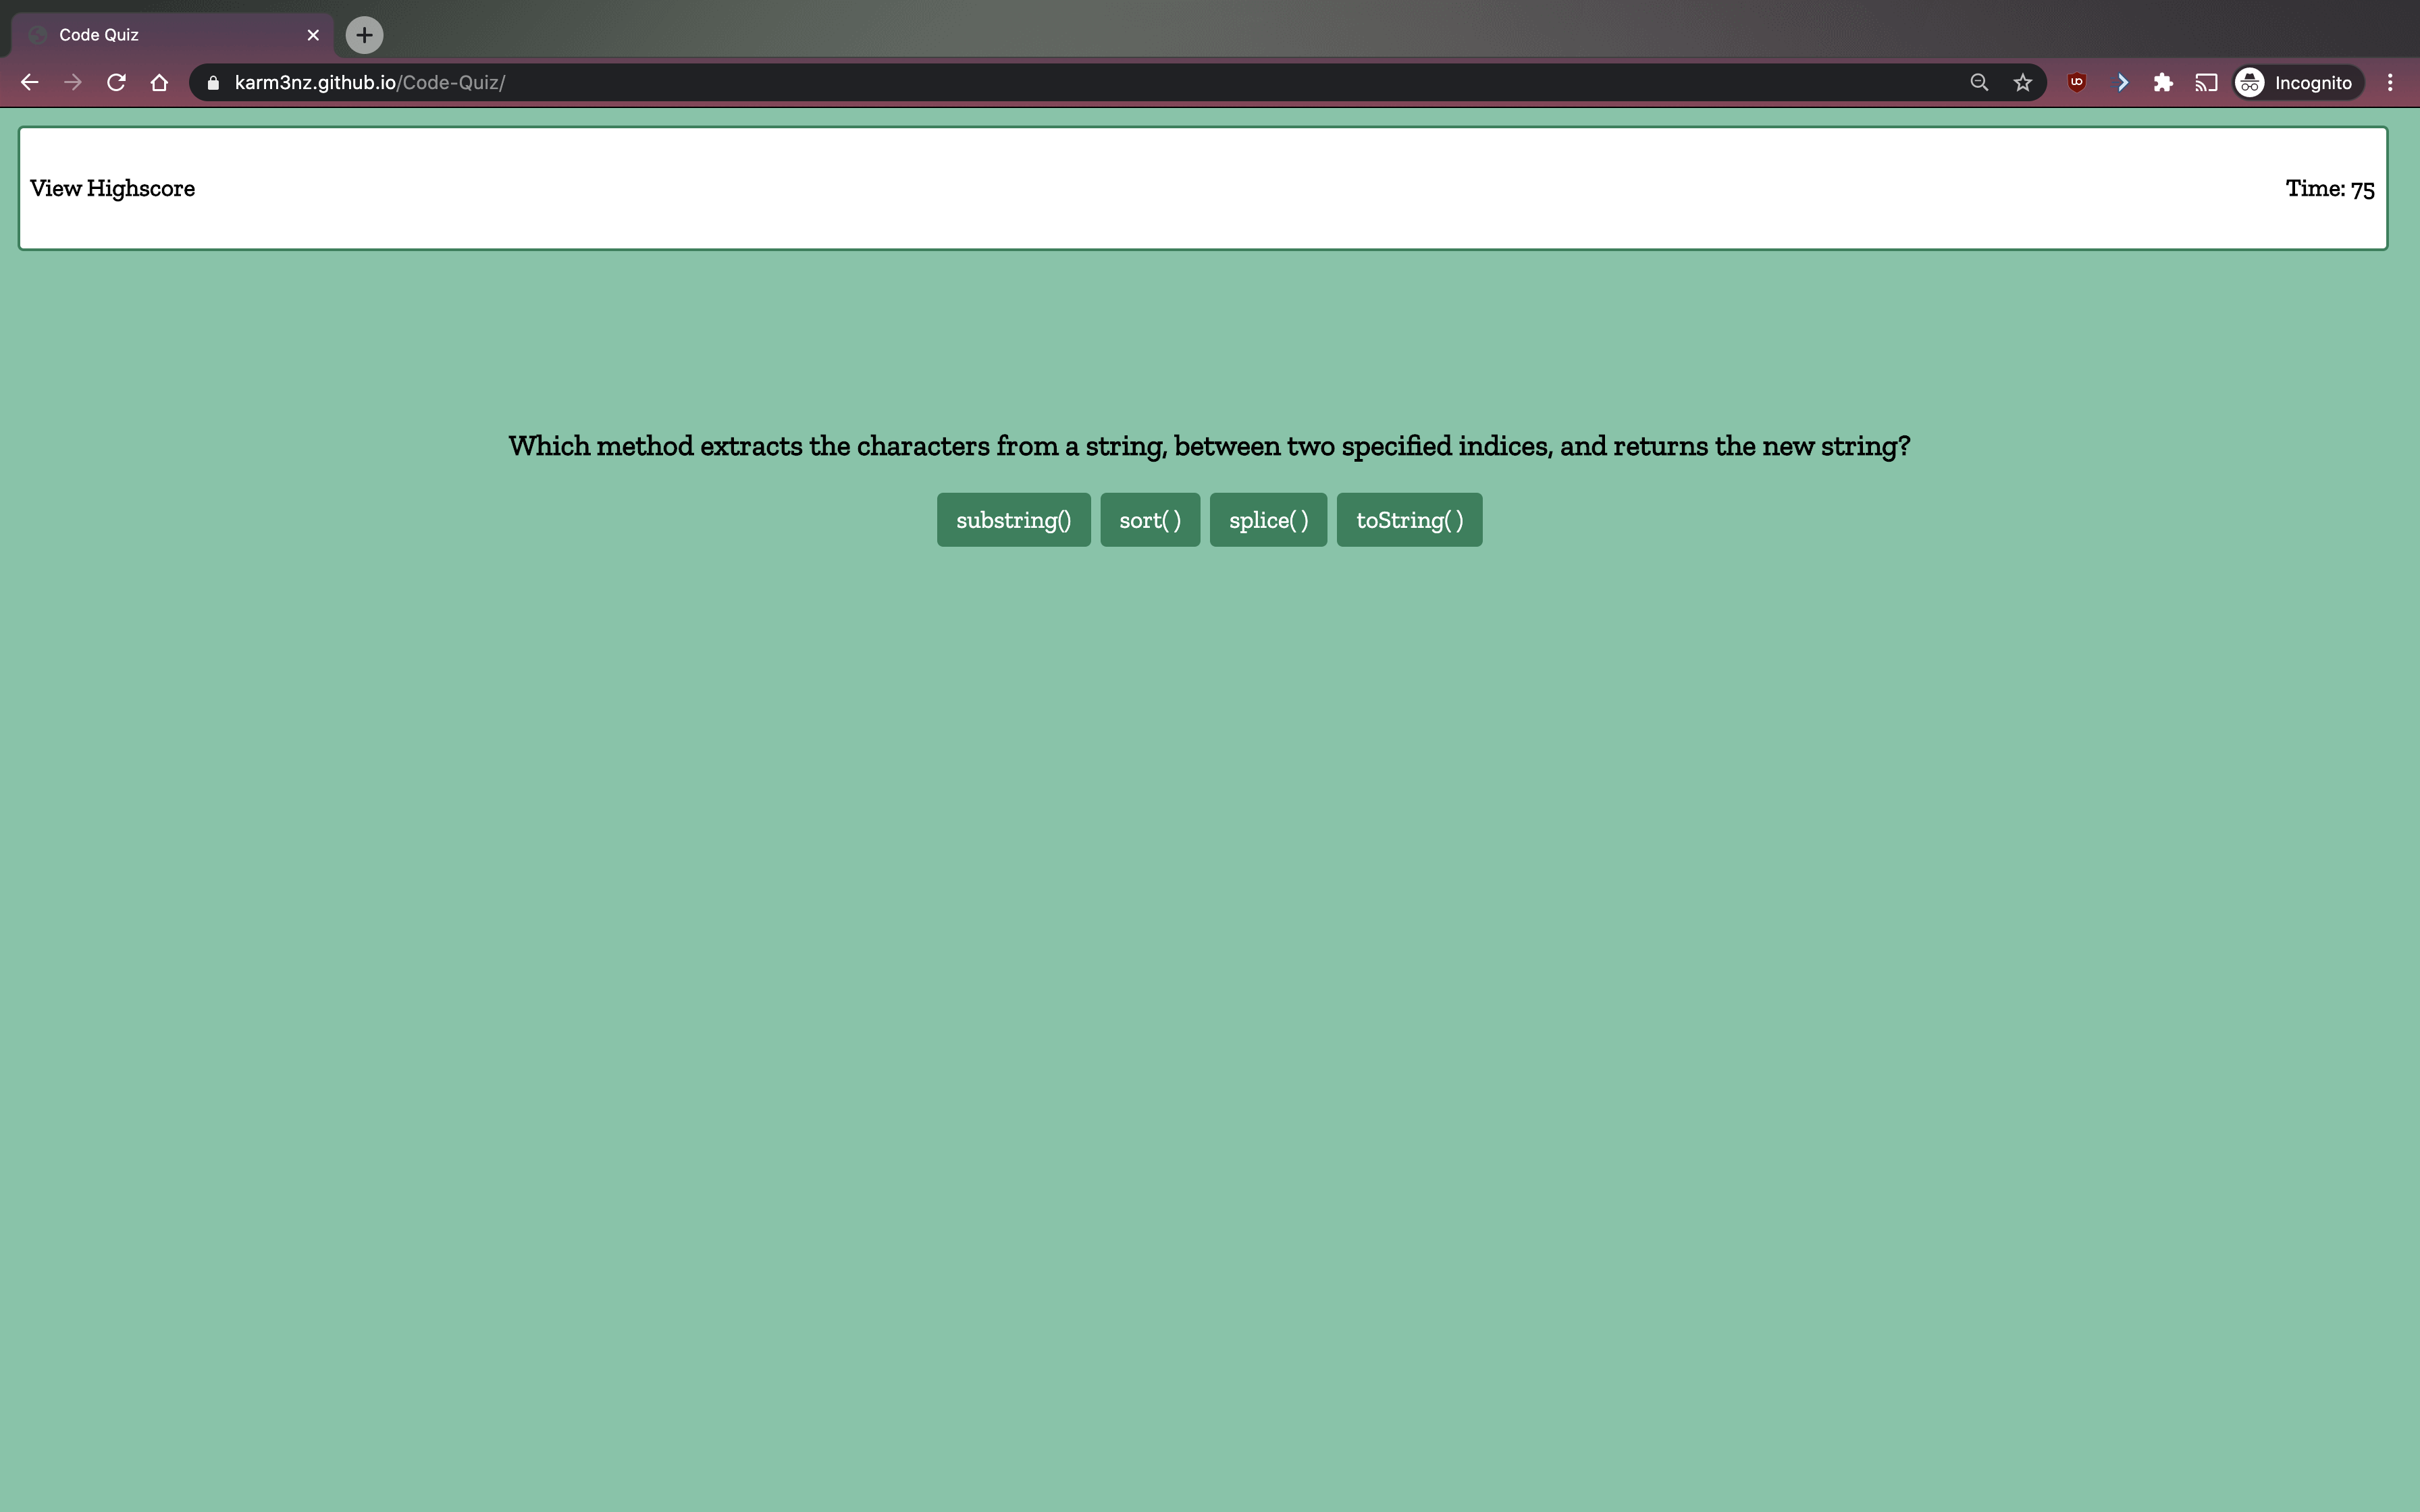 Code Quiz
karm3nz.github.io/Code-Quiz/
Incognito
View Highscore
Time: 75
Which method extracts the characters from a string, between two specified indices, and returns the new string?
substring()
sort( )
splice( )
toString( )